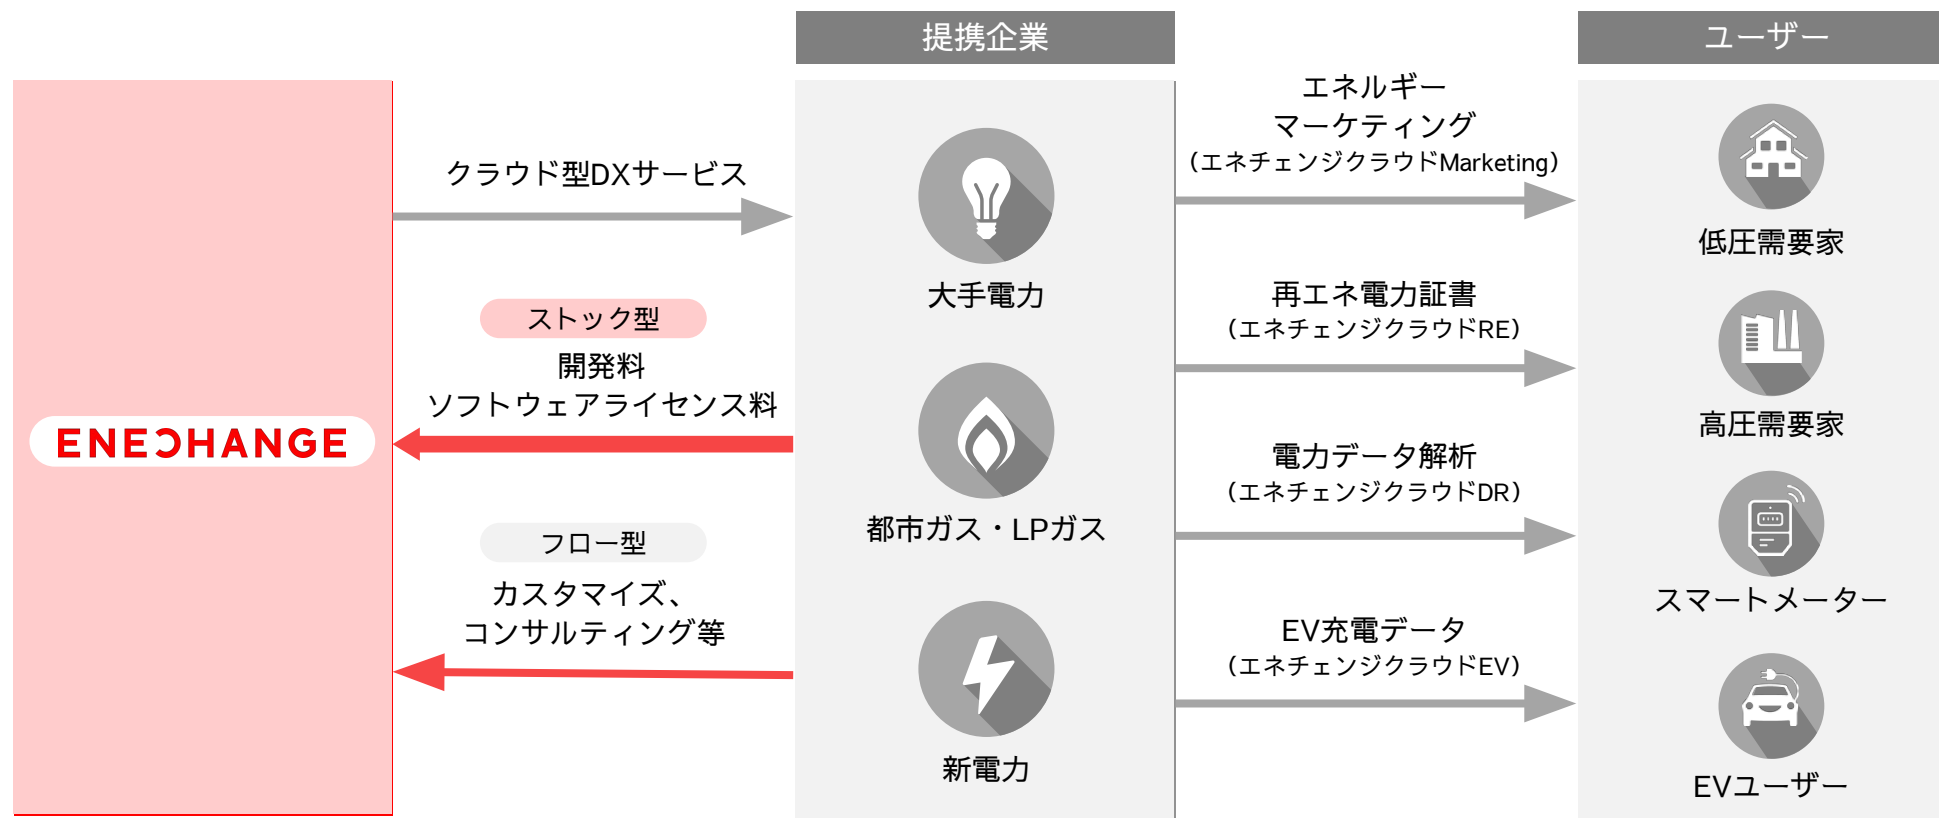 提携企業
ユーザー
ENECHANGE
クラウド型DXサービス
ストック型
開発料
ソフトウェアライセンス料
フロー型
カスタマイズ、
コンサルティング等
大手電力
都市ガス・LPガス
新電力
エネルギー
マーケティング
（エネチェンジクラウドMarketing）
再エネ電力証書
（エネチェンジクラウドRE）
電力データ解析
（エネチェンジクラウドDR）
EV充電データ
（エネチェンジクラウドEV）
低圧需要家
高圧需要家
スマートメーター
EVユーザー